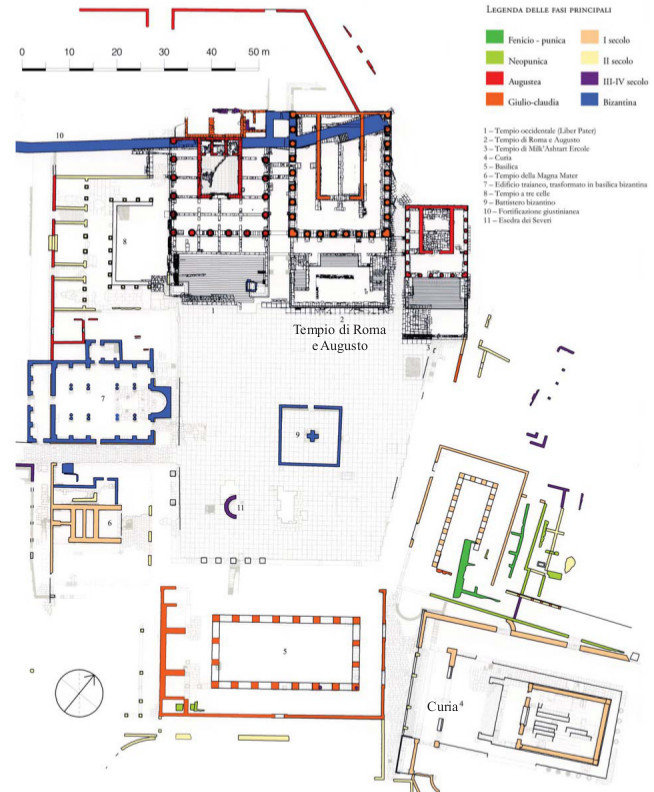 LEGENDA DELLE FASI PRINCIPALI
Fenicio - punica
Neopunica
Augustea
Giulio-claudia
I secolo
II secolo
III-IV secolo
Bizantina
1 – Tempio occidentale (Liber Pater)
2 – Tempio di Roma e Augusto
3 – Tempio di Milk'Ashtart Ercole
4 – Curia
5 – Basilica
6 – Tempio della Magna Mater
7 – Edificio traianeo, trasformato in basilica bizantina
8 – Tempio a tre celle
9 – Battistero bizantino
10 – Fortificazione giustinianea
11 – Esedra dei Severi
0 10 20 30 40 50 m
10
8
1
2
Tempio di Roma
e Augusto
3
7
9
11
6
5
Curia 4